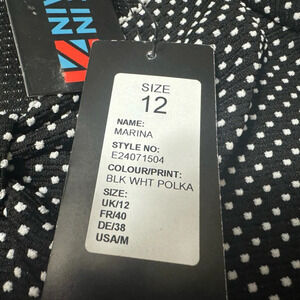 SIZE
12
NAME:
MARINA
STYLE NO:
E24071504
COLOUR/PRINT:
BLK WHT POLKA
SIZE:
UK/12
FR/40
DE/38
USA/M